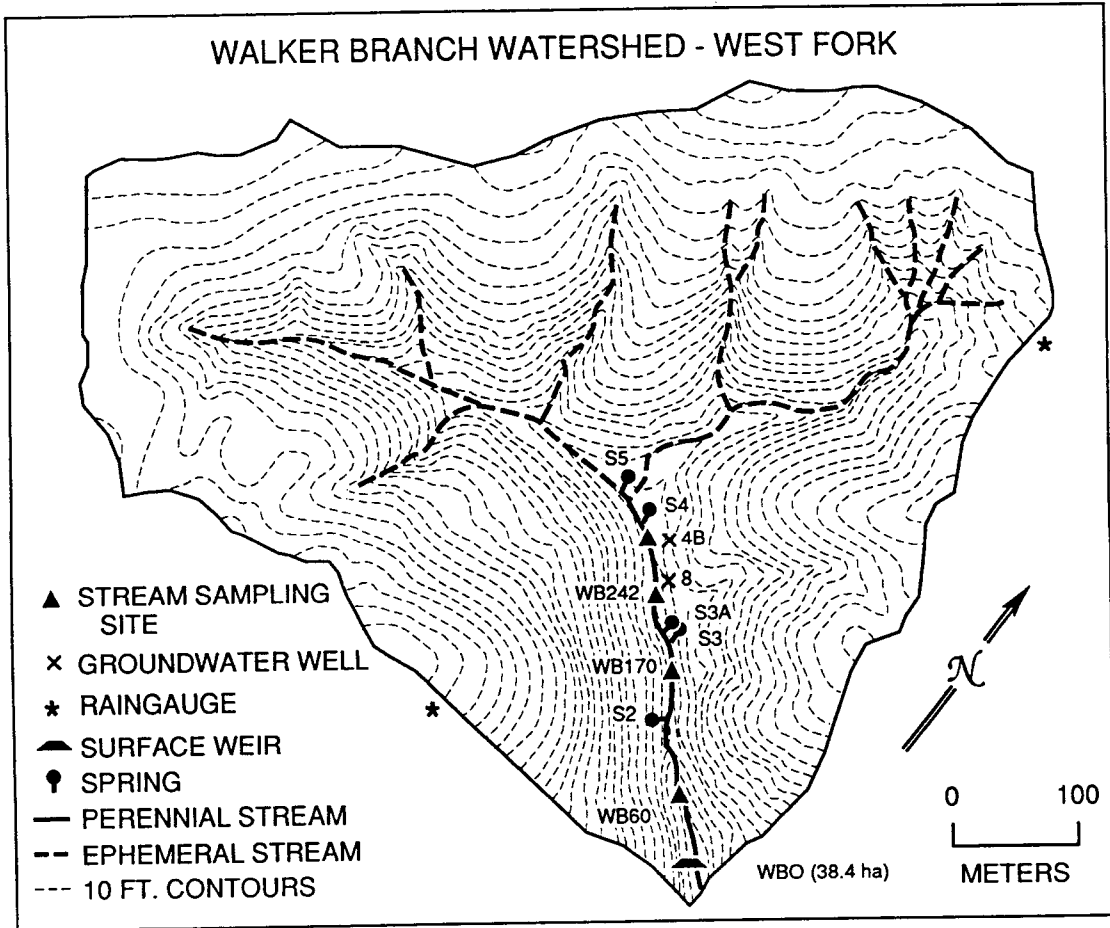 WALKER BRANCH WATERSHED - WEST FORK
S5
S4
4B
8
WB242
S3A
S3
WB170
S2
WB60
WBO (38.4 ha)
STREAM SAMPLING
SITE
GROUNDWATER WELL
RAINGAUGE
SURFACE WEIR
SPRING
PERENNIAL STREAM
EPHEMERAL STREAM
10 FT. CONTOURS
N
0 100
METERS